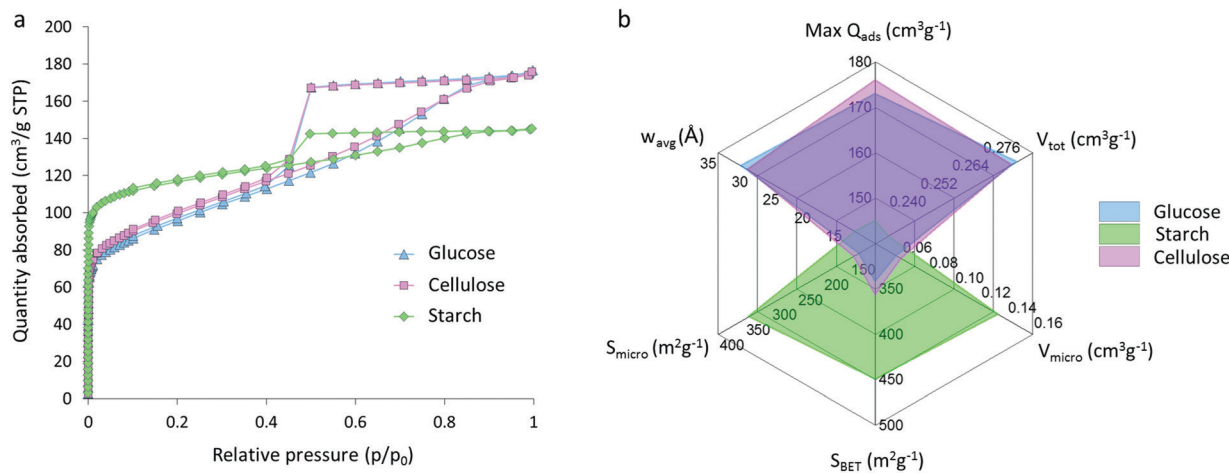 a
Quantity absorbed (cm³/g STP)
200
180
160
140
120
100
80
60
40
20
0
0 0.2 0.4 0.6 0.8 1
Relative pressure (p/p₀)
Glucose
Cellulose
Starch
b
Max Qads (cm³g⁻¹)
180
170
160
150
Vtot (cm³g⁻¹)
0.276
0.264
0.252
0.240
Vmicro (cm³g⁻¹)
0.06
0.08
0.10
0.12
0.14
0.16
SBET (m²g⁻¹)
350
400
450
500
Smicro (m²g⁻¹)
150
200
250
300
350
400
wavg (Å)
35
30
25
20
15
Glucose
Starch
Cellulose